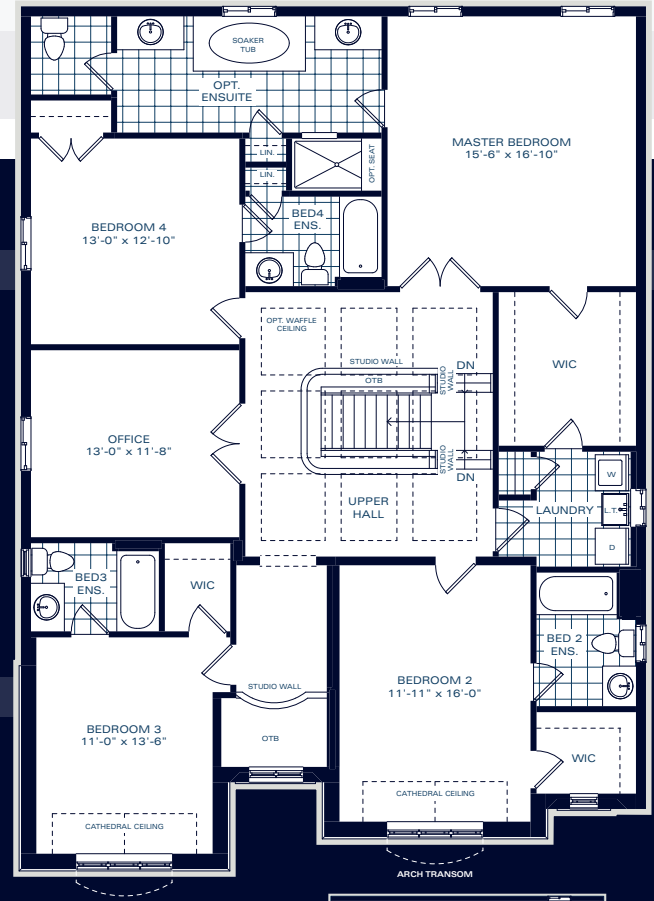 SOAKER
TUB
OPT.
ENSUITE
LIN.
LIN.
OPT. SEAT
MASTER BEDROOM
15'-6" x 16'-10"
BEDROOM 4
13'-0" x 12'-10"
BED4
ENS.
OPT. WAFFLE
CEILING
STUDIO WALL
OTB
STUDIO
WALL
DN
WIC
OFFICE
13'-0" x 11'-8"
STUDIO
WALL
DN
UPPER
HALL
W
LAUNDRY
L.T.
D
BED3
ENS.
WIC
BED 2
ENS.
BEDROOM 2
11'-11" x 16'-0"
STUDIO WALL
OTB
BEDROOM 3
11'-0" x 13'-6"
WIC
CATHEDRAL CEILING
CATHEDRAL CEILING
ARCH TRANSOM